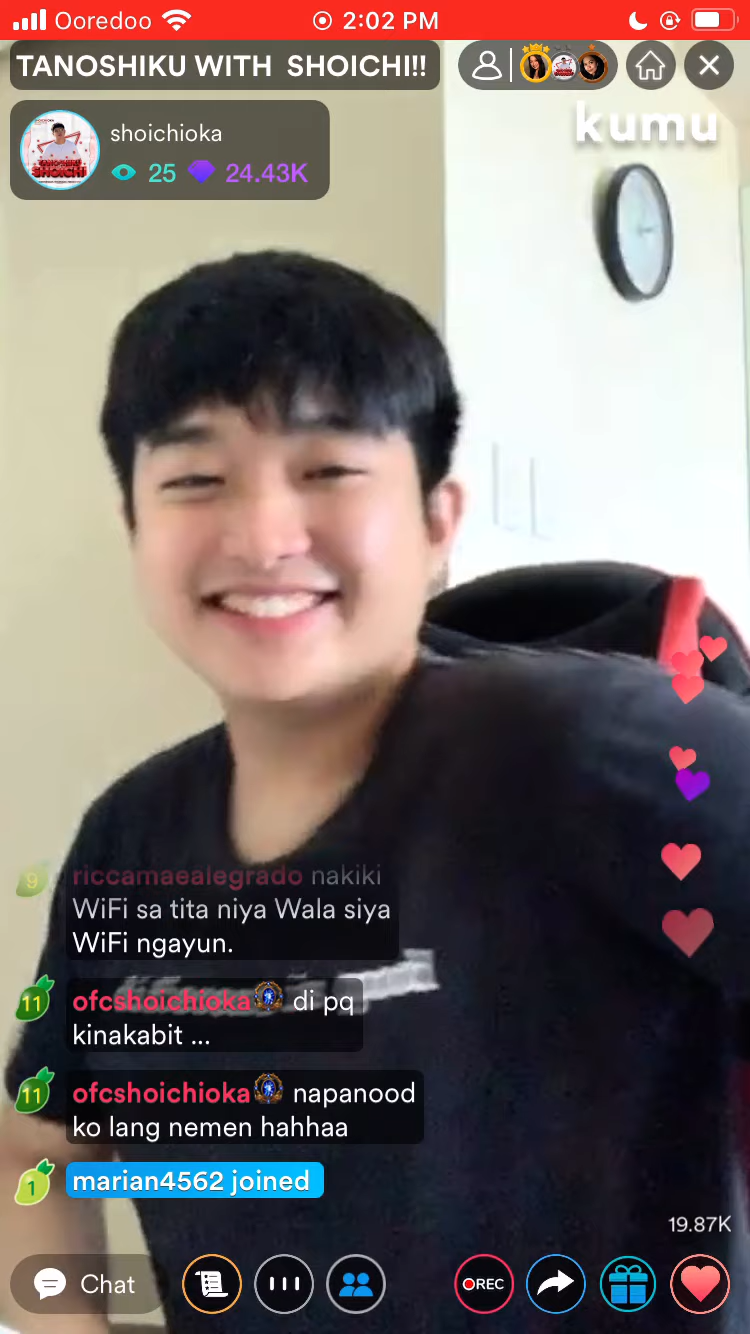 Ooredoo
2:02 PM
TANOSHIKU WITH SHOICHI!!
kumu
shoichioka
25 24.43K
SHOICHI
9 riccamaealegrado nakiki
WiFi sa tita niya Wala siya
WiFi ngayun.
11 ofcshoichioka di pq
kinakabit ...
11 ofcshoichioka napanood
ko lang nemen hahhaa
1 marian4562 joined
19.87K
Chat
REC